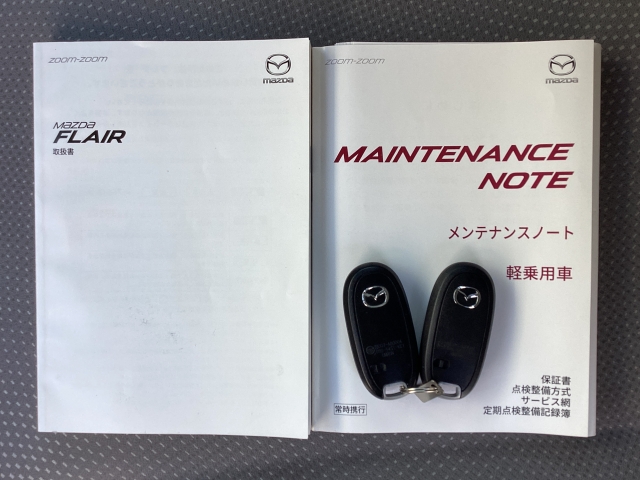 zoom-zoom
mazda
mazda
FLAIR
取扱書
zoom-zoom
mazda
MAINTENANCE
NOTE
メンテナンスノート
軽乗用車
保証書
点検整備方式
サービス網
定期点検整備記録簿
常時携行